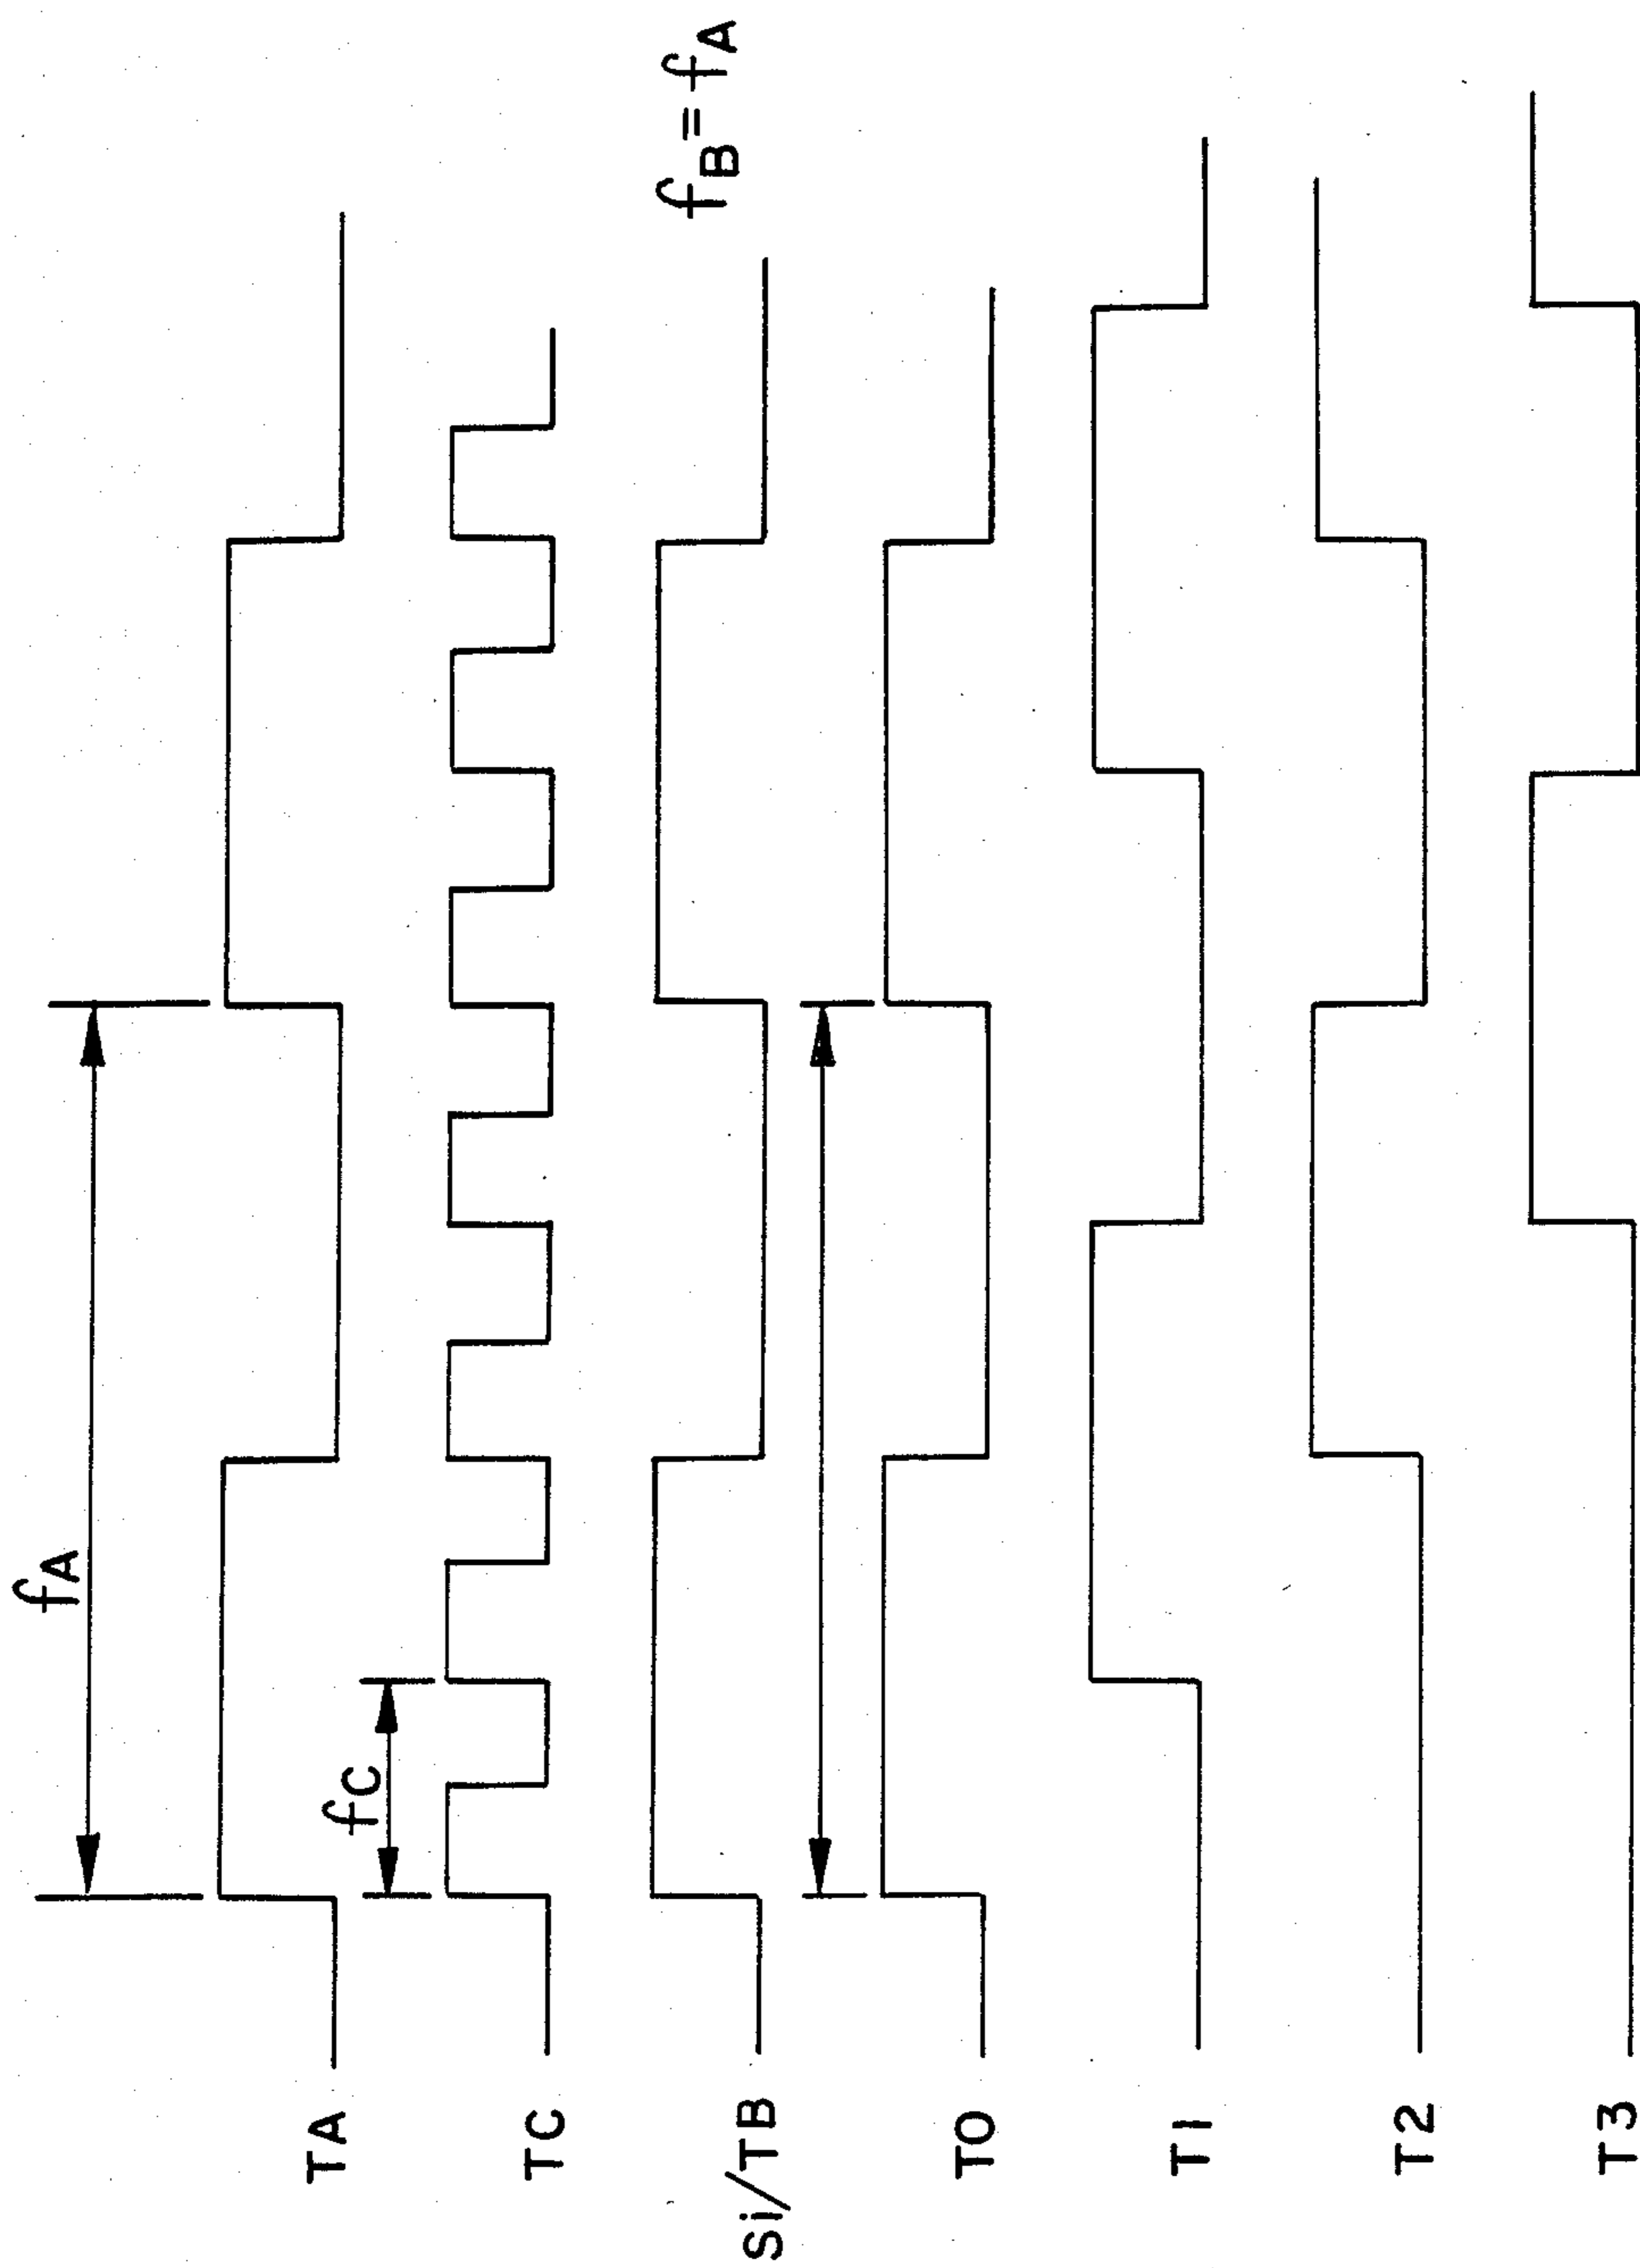 fA
TA
fC
TC
Si/TB
fB = fA
T0
T1
T2
T3